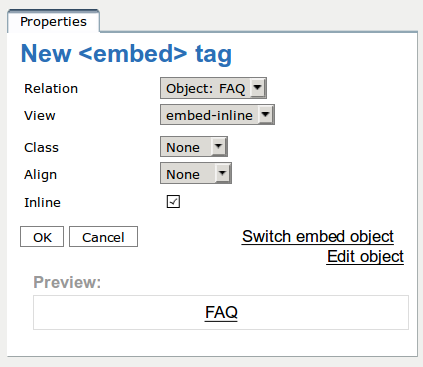 Properties
New <embed> tag
Relation Object: FAQ
View embed-inline
Class None
Align None
Inline
OK Cancel Switch embed object
Edit object
Preview:
FAQ